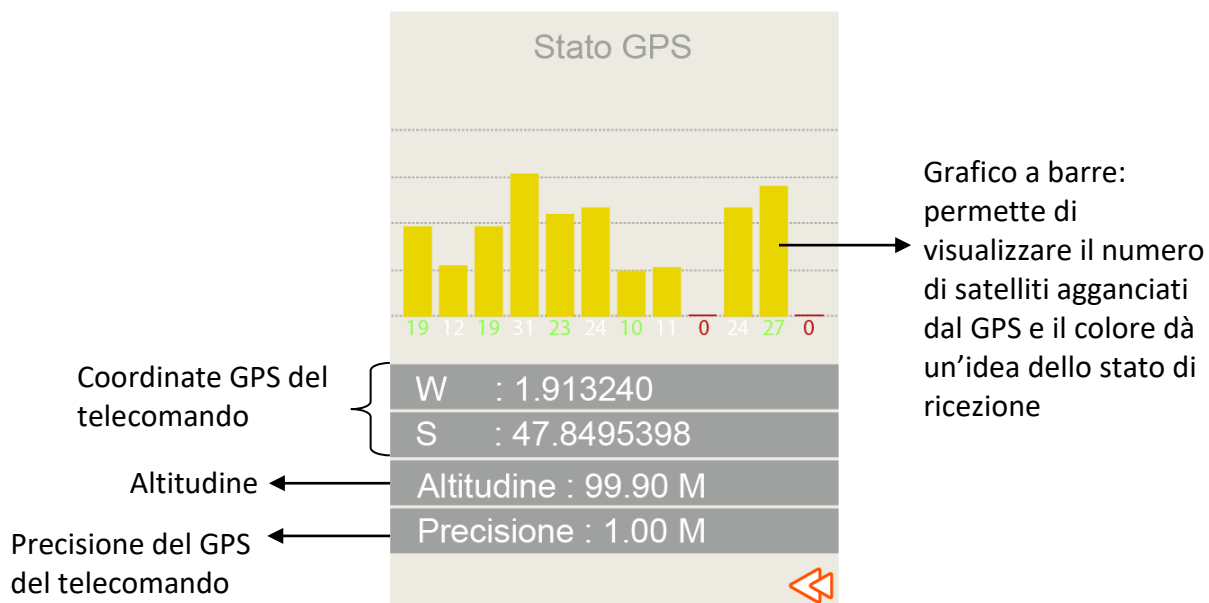 Stato GPS
19 12 19 31 23 24 10 11 0 24 27 0
Grafico a barre:
permette di
visualizzare il numero
di satelliti agganciati
dal GPS e il colore dà
un’idea dello stato di
ricezione
Coordinate GPS del
telecomando
W : 1.913240
S : 47.8495398
Altitudine
Altitudine : 99.90 M
Precisione del GPS
del telecomando
Precisione : 1.00 M